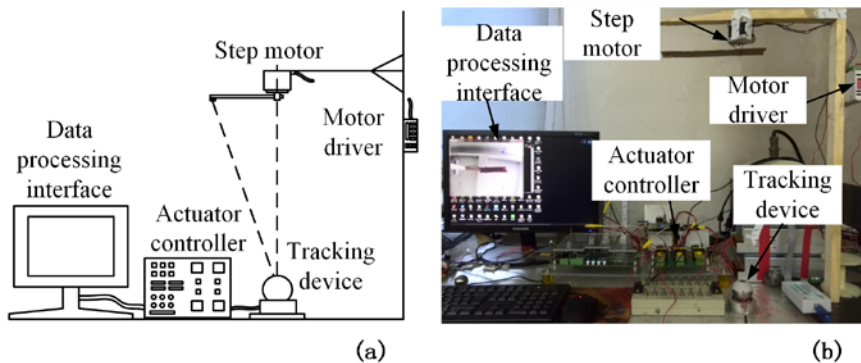 Step motor
Motor
driver
Data
processing
interface
Actuator
controller
Tracking
device
(a)
Step
motor
Data
processing
interface
Motor
driver
Actuator
controller
Tracking
device
(b)